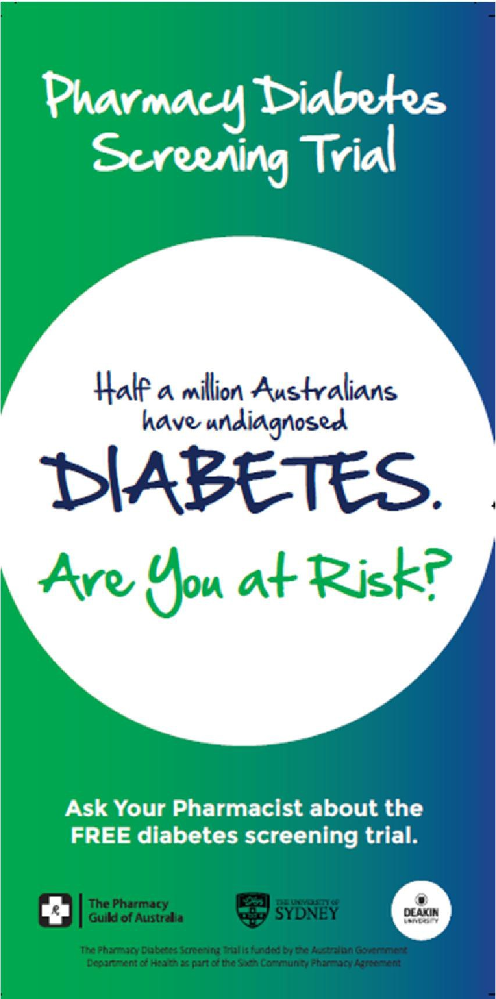 Pharmacy Diabetes
Screening Trial
Half a million Australians
have undiagnosed
DIABETES.
Are You at Risk?
Ask Your Pharmacist about the
FREE diabetes screening trial.
The Pharmacy
Guild of Australia
THE UNIVERSITY OF
SYDNEY
DEAKIN
UNIVERSITY
The Pharmacy Diabetes Screening Trial is funded by the Australian Government
Department of Health as part of the Sixth Community Pharmacy Agreement